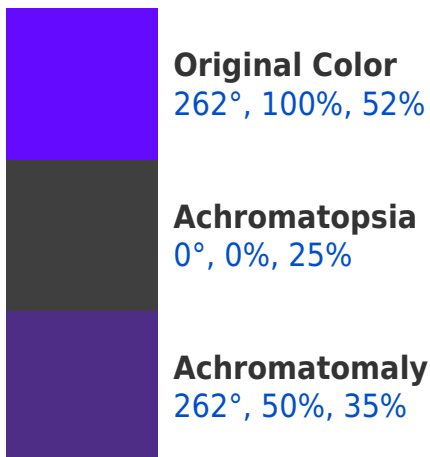 Original Color
262°, 100%, 52%
Achromatopsia
0°, 0%, 25%
Achromatomaly
262°, 50%, 35%